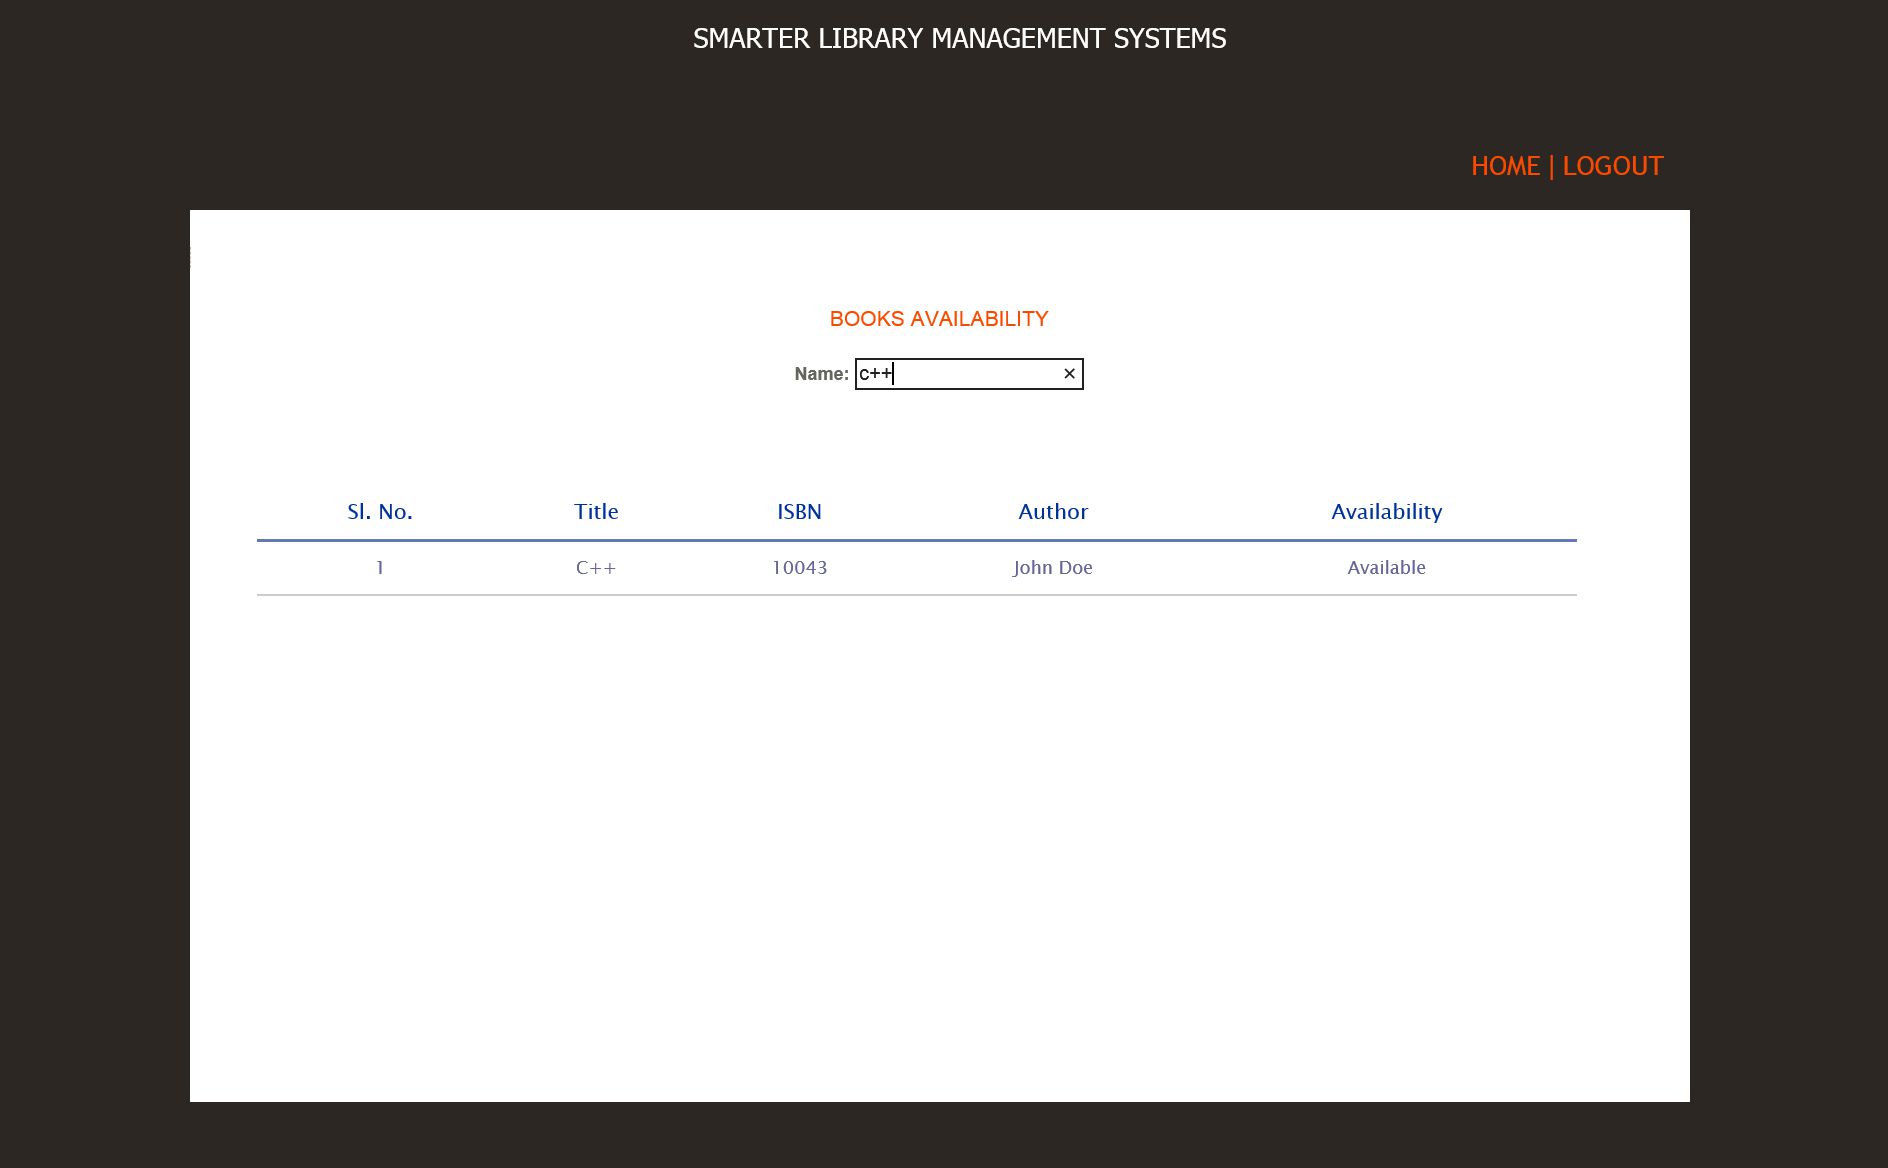 SMARTER LIBRARY MANAGEMENT SYSTEMS
HOME | LOGOUT
BOOKS AVAILABILITY
Name: c++ ×
Sl. No. Title ISBN Author Availability
1 C++ 10043 John Doe Available